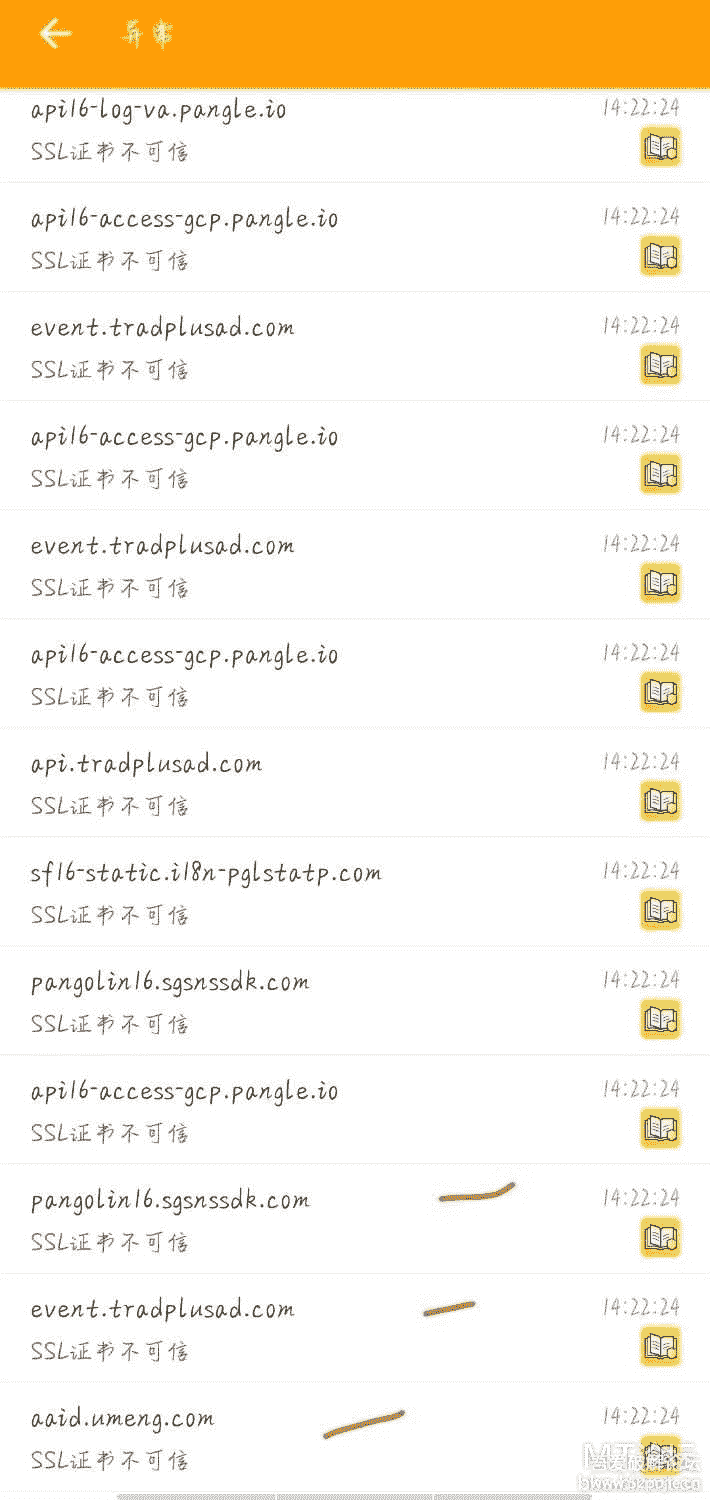 异常
api16-log-va.pangle.io 14:22:24
SSL证书不可信
api16-access-gcp.pangle.io 14:22:24
SSL证书不可信
event.tradplusad.com 14:22:24
SSL证书不可信
api16-access-gcp.pangle.io 14:22:24
SSL证书不可信
event.tradplusad.com 14:22:24
SSL证书不可信
api16-access-gcp.pangle.io 14:22:24
SSL证书不可信
api.tradplusad.com 14:22:24
SSL证书不可信
sf16-static.i18n-pglstatp.com 14:22:24
SSL证书不可信
pangolin16.sgsnssdk.com 14:22:24
SSL证书不可信
api16-access-gcp.pangle.io 14:22:24
SSL证书不可信
pangolin16.sgsnssdk.com 14:22:24
SSL证书不可信
event.tradplusad.com 14:22:24
SSL证书不可信
aaid.umeng.com 14:22:24
SSL证书不可信